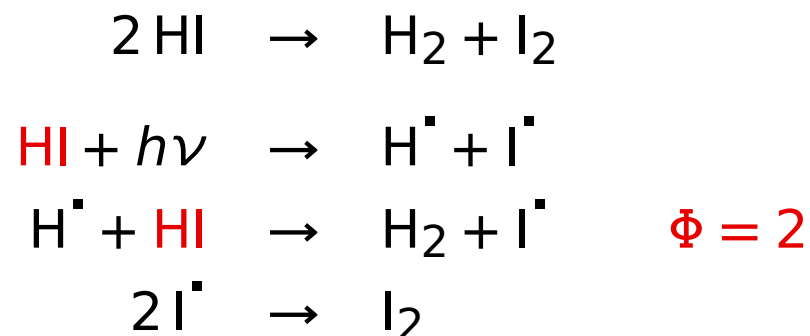 2 HI → H₂ + I₂
HI + hν → H˙ + I˙
H˙ + HI → H₂ + I˙ Φ = 2
2 I˙ → I₂